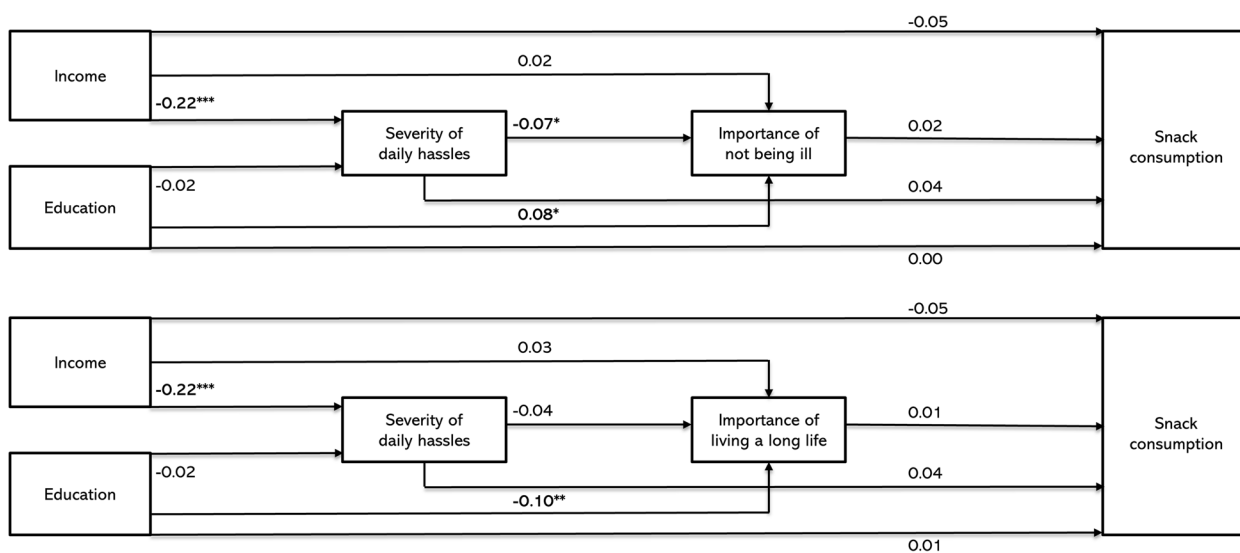 -0.05
Income
0.02
-0.22***
Severity of
daily hassles
-0.07*
Importance of
not being ill
0.02
Snack
consumption
-0.02
Education
0.04
0.08*
0.00
-0.05
Income
0.03
-0.22***
Severity of
daily hassles
-0.04
Importance of
living a long life
0.01
Snack
consumption
-0.02
Education
0.04
-0.10**
0.01